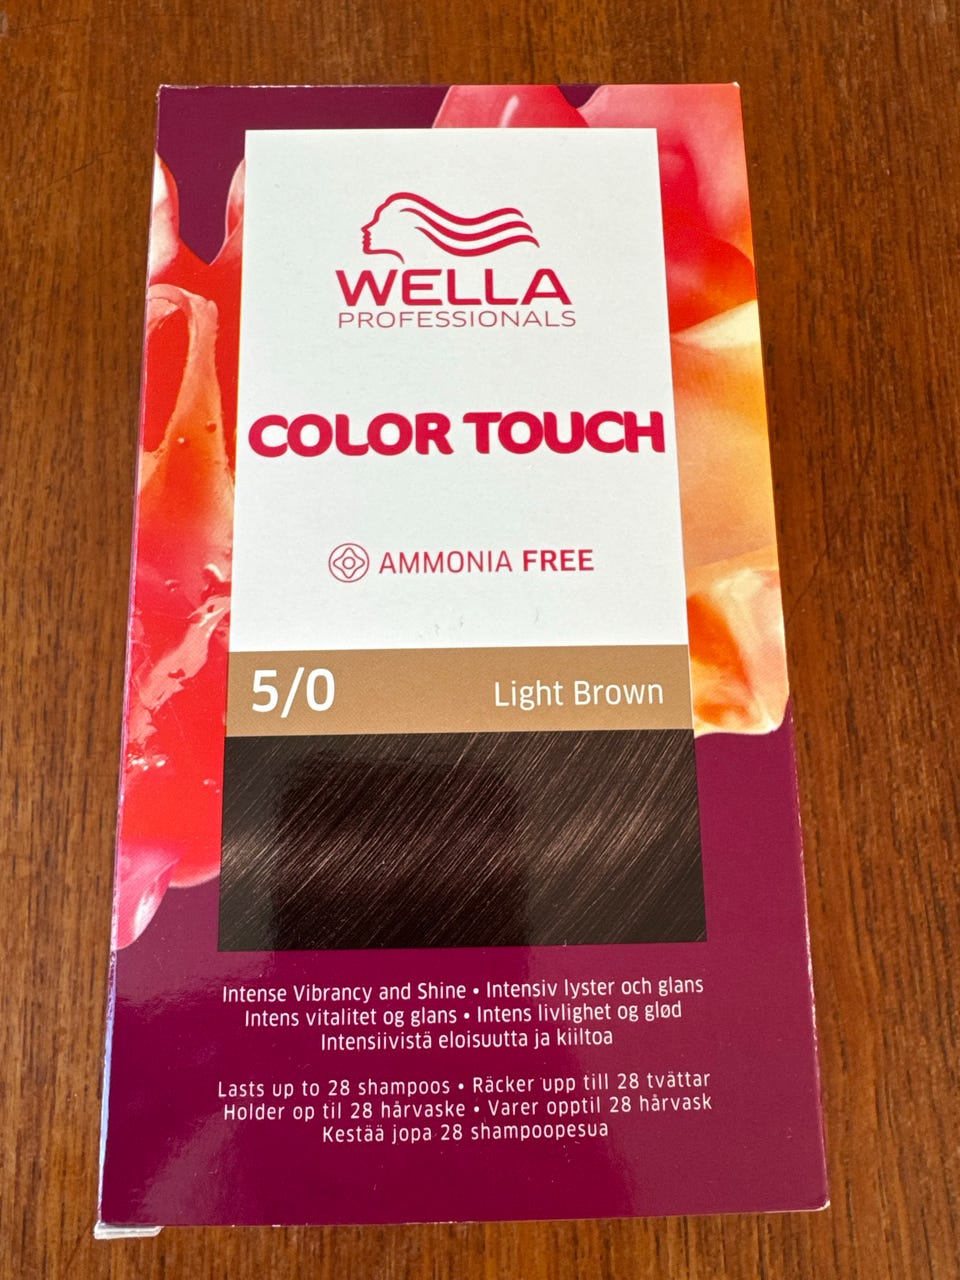 WELLA
PROFESSIONALS
COLOR TOUCH
AMMONIA FREE
5/0 Light Brown
Intense Vibrancy and Shine • Intensiv lyster och glans
Intens vitalitet og glans • Intens livlighet og glød
Intensiivistä eloisuutta ja kiiltoa
Lasts up to 28 shampoos • Räcker upp till 28 tvättar
Holder op til 28 hårvaske • Varer opptil 28 hårvask
Kestää jopa 28 shampoopesua